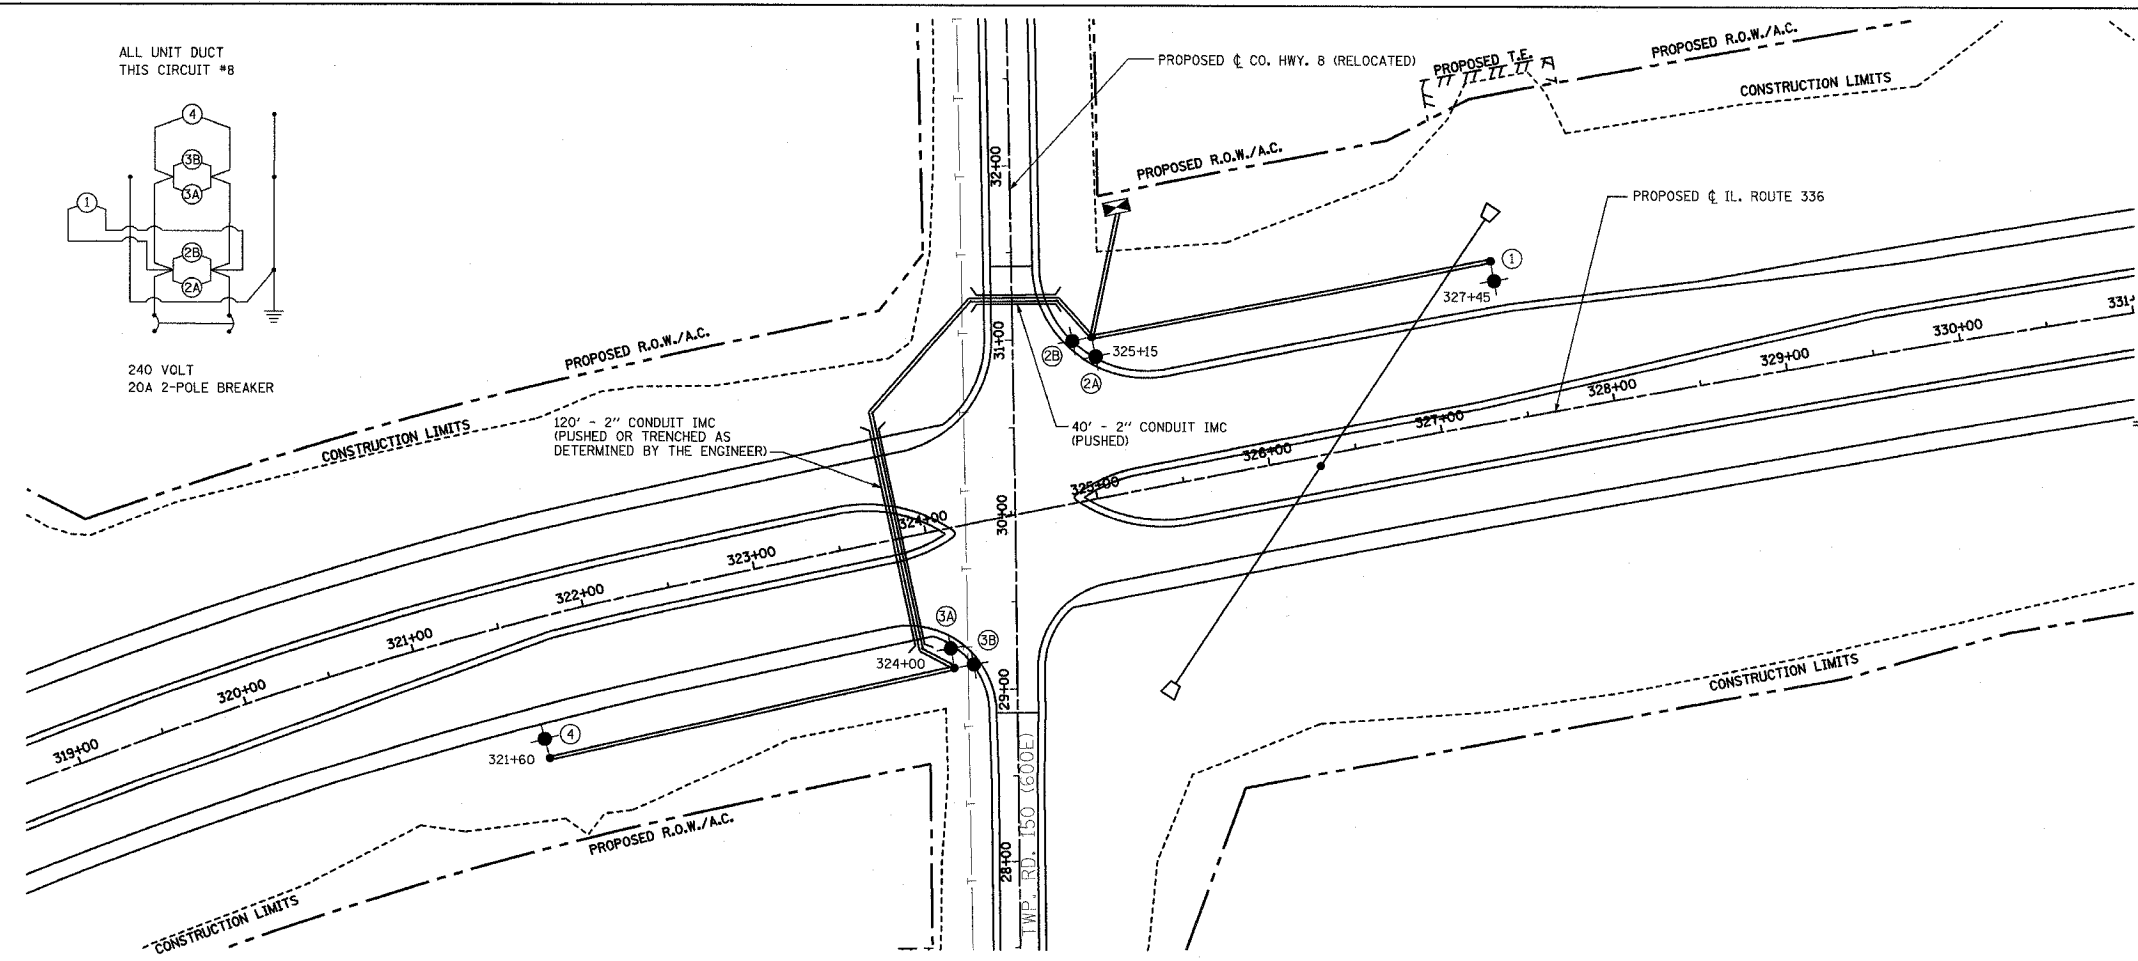 ALL UNIT DUCT
THIS CIRCUIT #8
4
3B
3A
1
2B
2A
240 VOLT
20A 2-POLE BREAKER
PROPOSED ℄ CO. HWY. 8 (RELOCATED)
PROPOSED T.E.
PROPOSED R.O.W./A.C.
CONSTRUCTION LIMITS
PROPOSED R.O.W./A.C.
PROPOSED ℄ IL. ROUTE 336
32+00
1
327+45
31+00
2B
325+15
2A
331+
330+00
329+00
328+00
327+00
326+00
325+00
PROPOSED R.O.W./A.C.
CONSTRUCTION LIMITS
120' - 2" CONDUIT IMC
(PUSHED OR TRENCHED AS
DETERMINED BY THE ENGINEER)
40' - 2" CONDUIT IMC
(PUSHED)
30+00
324+00
323+00
322+00
321+00
320+00
319+00
3A
3B
324+00
29+00
4
321+60
CONSTRUCTION LIMITS
TWP. RD. 150 (600E)
28+00
PROPOSED R.O.W./A.C.
CONSTRUCTION LIMITS